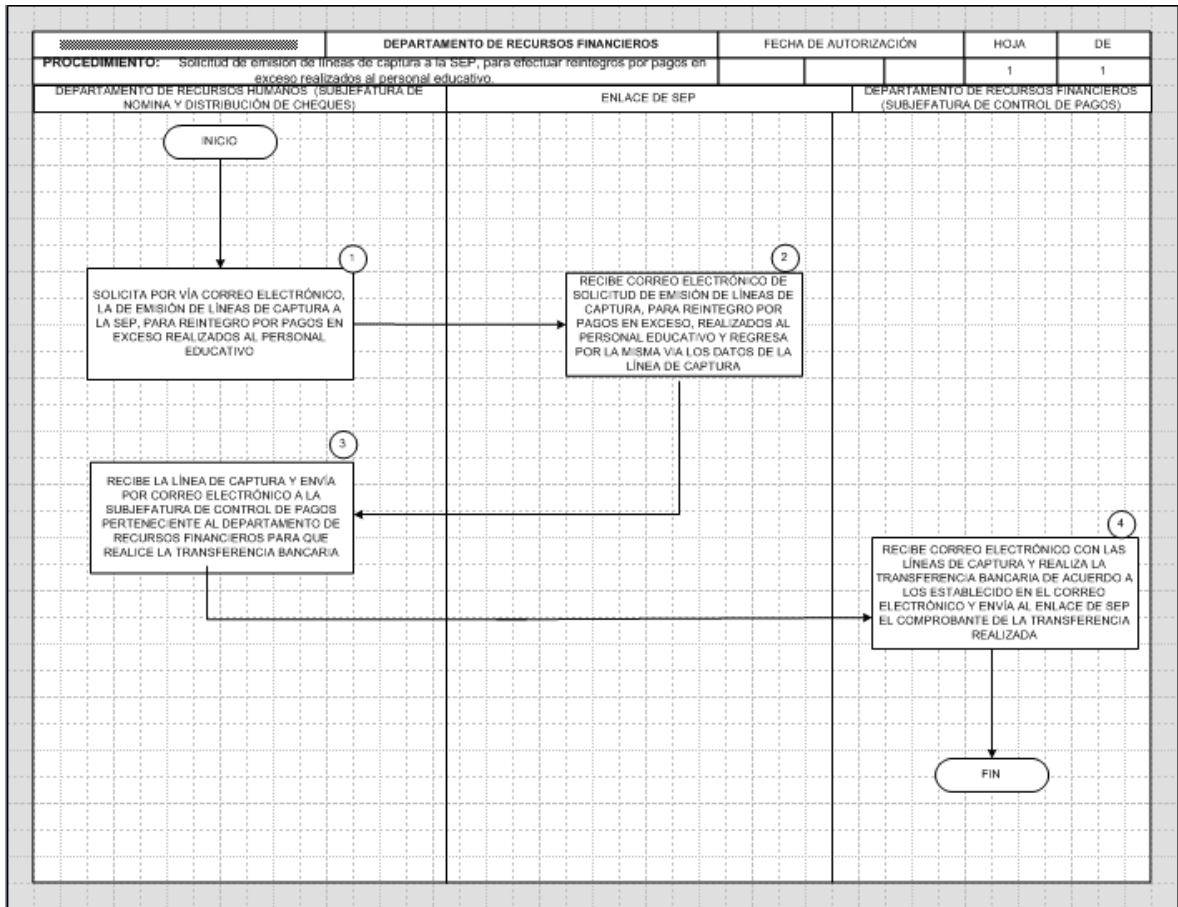 DEPARTAMENTO DE RECURSOS FINANCIEROS
FECHA DE AUTORIZACIÓN
HOJA
DE
PROCEDIMIENTO: Solicitud de emisión de líneas de captura a la SEP, para efectuar reintegros por pagos en
exceso realizados al personal educativo.
1
1
DEPARTAMENTO DE RECURSOS HUMANOS (SUBJEFATURA DE
NOMINA Y DISTRIBUCIÓN DE CHEQUES)
ENLACE DE SEP
DEPARTAMENTO DE RECURSOS FINANCIEROS
(SUBJEFATURA DE CONTROL DE PAGOS)
INICIO
1
SOLICITA POR VÍA CORREO ELECTRÓNICO,
LA DE EMISIÓN DE LÍNEAS DE CAPTURA A
LA SEP, PARA REINTEGRO POR PAGOS EN
EXCESO REALIZADOS AL PERSONAL
EDUCATIVO
2
RECIBE CORREO ELECTRÓNICO DE
SOLICITUD DE EMISIÓN DE LÍNEAS DE
CAPTURA, PARA REINTEGRO POR
PAGOS EN EXCESO, REALIZADOS AL
PERSONAL EDUCATIVO Y REGRESA
POR LA MISMA VIA LOS DATOS DE LA
LÍNEA DE CAPTURA
3
RECIBE LA LÍNEA DE CAPTURA Y ENVÍA
POR CORREO ELECTRÓNICO A LA
SUBJEFATURA DE CONTROL DE PAGOS
PERTENECIENTE AL DEPARTAMENTO DE
RECURSOS FINANCIEROS PARA QUE
REALICE LA TRANSFERENCIA BANCARIA
4
RECIBE CORREO ELECTRÓNICO CON LAS
LÍNEAS DE CAPTURA Y REALIZA LA
TRANSFERENCIA BANCARIA DE ACUERDO A
LOS ESTABLECIDO EN EL CORREO
ELECTRÓNICO Y ENVÍA AL ENLACE DE SEP
EL COMPROBANTE DE LA TRANSFERENCIA
REALIZADA
FIN